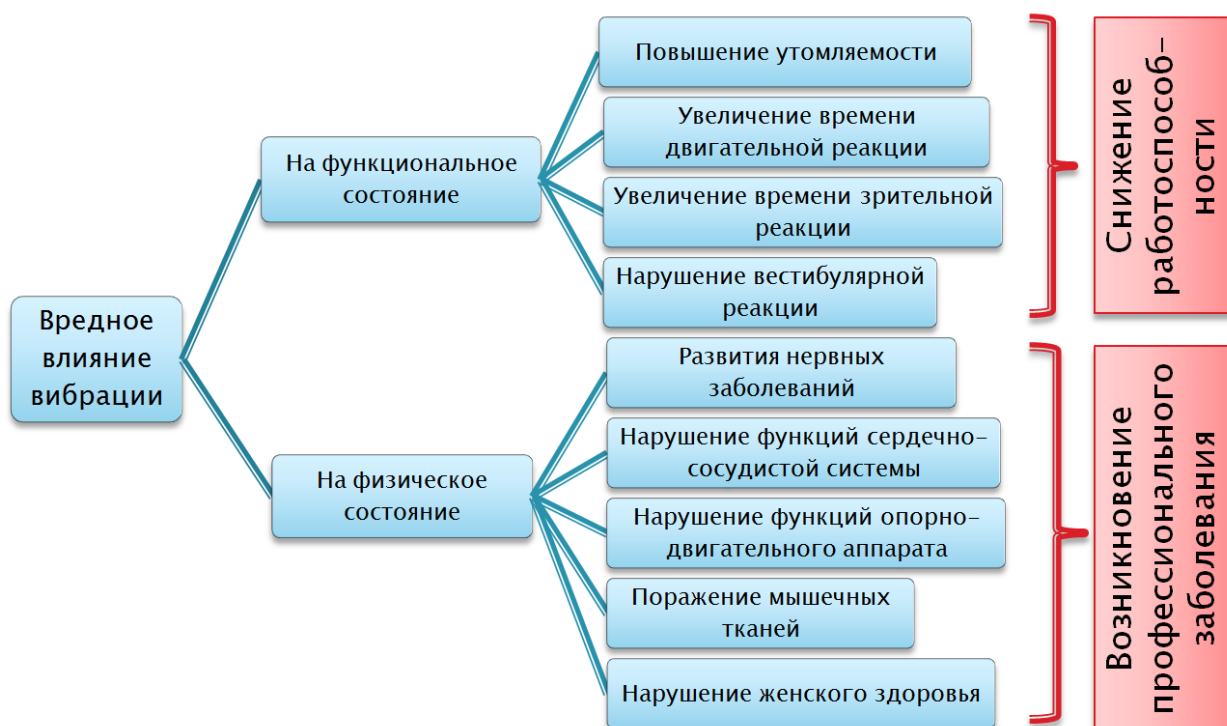 Повышение утомляемости
Увеличение времени
двигательной реакции
На функциональное
состояние
Увеличение времени зрительной
реакции
Нарушение вестибулярной
реакции
Снижение
работоспособ–
ности
Вредное
влияние
вибрации
Развития нервных
заболеваний
Нарушение функций сердечно–
сосудистой системы
На физическое
состояние
Нарушение функций опорно–
двигательного аппарата
Поражение мышечных
тканей
Нарушение женского здоровья
Возникновение
профессионального
заболевания